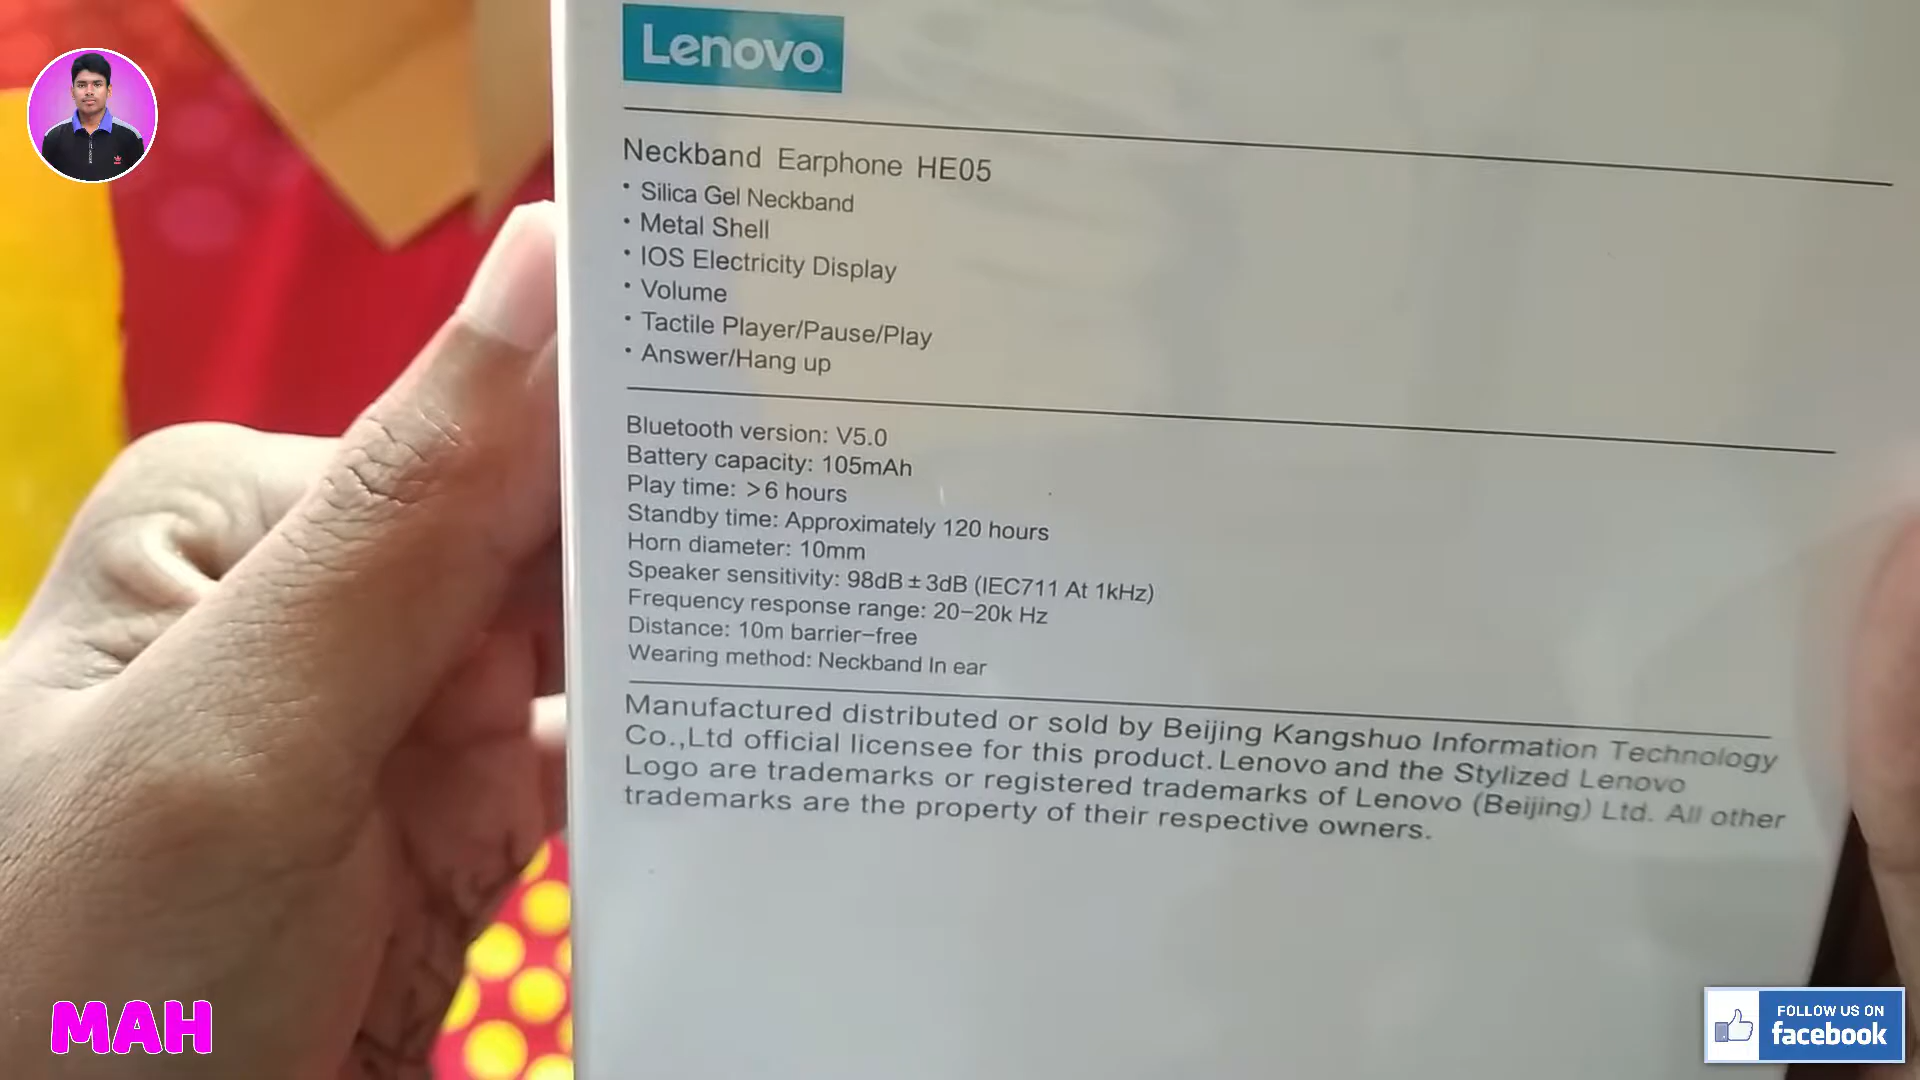 Lenovo
Neckband Earphone HE05
• Silica Gel Neckband
• Metal Shell
• IOS Electricity Display
• Volume
• Tactile Player/Pause/Play
• Answer/Hang up
Bluetooth version: V5.0
Battery capacity: 105mAh
Play time: >6 hours
Standby time: Approximately 120 hours
Horn diameter: 10mm
Speaker sensitivity: 98dB±3dB (IEC711 At 1kHz)
Frequency response range: 20-20k Hz
Distance: 10m barrier-free
Wearing method: Neckband In ear
Manufactured distributed or sold by Beijing Kangshuo Information Technology
Co.,Ltd official licensee for this product. Lenovo and the Stylized Lenovo
Logo are trademarks or registered trademarks of Lenovo (Beijing) Ltd. All other
trademarks are the property of their respective owners.
MAH
FOLLOW US ON
facebook